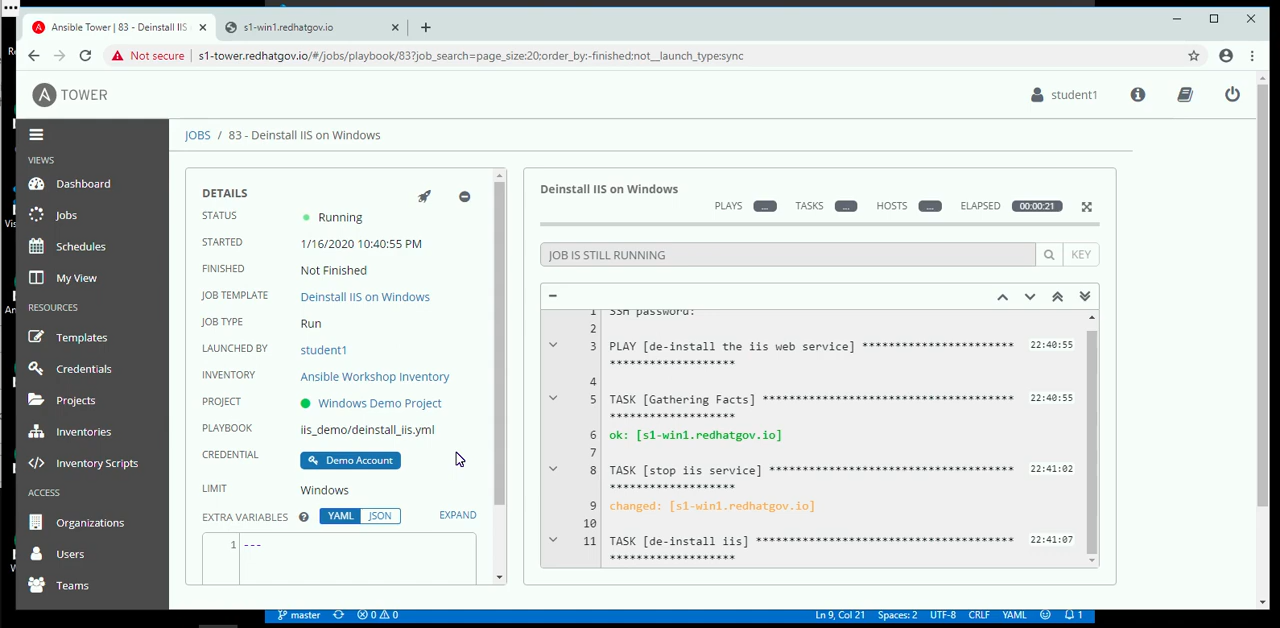 Ansible Tower | 83 - Deinstall IIS
s1-win1.redhatgov.io
Not secure
s1-tower.redhatgov.io/#/jobs/playbook/83?job_search=page_size:20;order_by:-finished;not__launch_type:sync
A TOWER
student1
JOBS / 83 - Deinstall IIS on Windows
VIEWS
Dashboard
Jobs
Schedules
My View
RESOURCES
Templates
Credentials
Projects
Inventories
Inventory Scripts
ACCESS
Organizations
Users
Teams
DETAILS
STATUS Running
STARTED 1/16/2020 10:40:55 PM
FINISHED Not Finished
JOB TEMPLATE Deinstall IIS on Windows
JOB TYPE Run
LAUNCHED BY student1
INVENTORY Ansible Workshop Inventory
PROJECT Windows Demo Project
PLAYBOOK iis_demo/deinstall_iis.yml
CREDENTIAL Demo Account
LIMIT Windows
EXTRA VARIABLES ? YAML JSON EXPAND
1 ---
Deinstall IIS on Windows
PLAYS ... TASKS ... HOSTS ... ELAPSED 00:00:21
JOB IS STILL RUNNING KEY
1 SSH password:
2
3 PLAY [de-install the iis web service] *********************** 22:40:55
*******************
4
5 TASK [Gathering Facts] ************************************** 22:40:55
*******************
6 ok: [s1-win1.redhatgov.io]
7
8 TASK [stop iis service] ************************************* 22:41:02
*******************
9 changed: [s1-win1.redhatgov.io]
10
11 TASK [de-install iis] *************************************** 22:41:07
*******************
master 0 0 Ln 9, Col 21 Spaces: 2 UTF-8 CRLF YAML 1